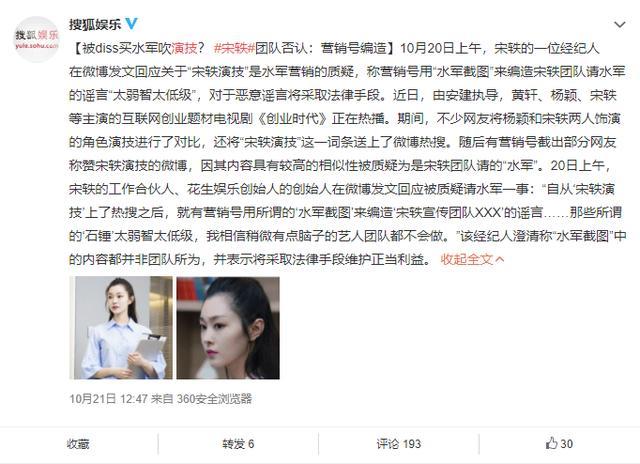 搜狐娱乐
搜狐娱乐
yule.sohu.com
【被diss买水军吹演技？#宋轶#团队否认：营销号编造】10月20日上午，宋轶的一位经纪人
在微博发文回应关于“宋轶演技”是水军营销的质疑，称营销号用“水军截图”来编造宋轶团队请水军
的谣言“太弱智太低级”，对于恶意谣言将采取法律手段。近日，由安建执导，黄轩、杨颖、宋轶
等主演的互联网创业题材电视剧《创业时代》正在热播。期间，不少网友将杨颖和宋轶两人饰演
的角色演技进行了对比，还将“宋轶演技”这一词条送上了微博热搜。随后有营销号截出部分网友
称赞宋轶演技的微博，因其内容具有较高的相似性被质疑为是宋轶团队请的“水军”。20日上午，
宋轶的工作合伙人、花生娱乐创始人的创始人在微博发文回应被质疑请水军一事：“自从‘宋轶演
技’上了热搜之后，就有营销号用所谓的‘水军截图’来编造‘宋轶宣传团队XXX’的谣言……那些所谓
的‘石锤’太弱智太低级，我相信稍微有点脑子的艺人团队都不会做。”该经纪人澄清称“水军截图”中
的内容都并非团队所为，并表示将采取法律手段维护正当利益。 收起全文
10月21日 12:47 来自 360安全浏览器
收藏
转发 6
评论 193
30